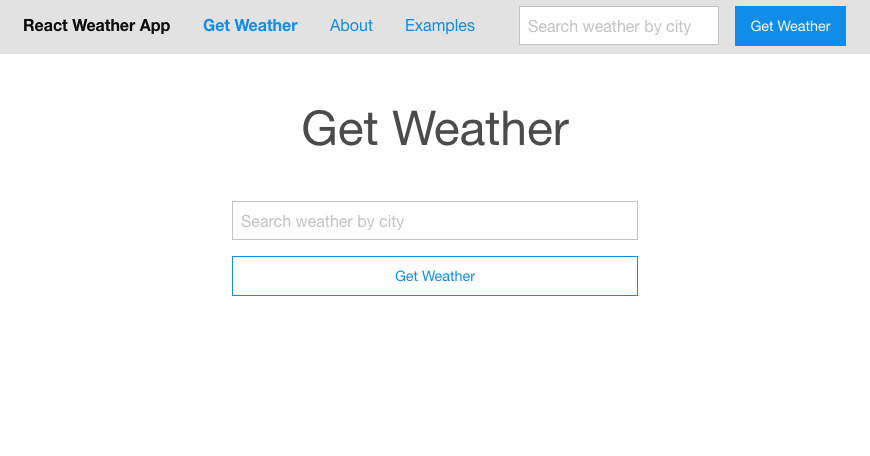 React Weather App Get Weather About Examples Search weather by city Get Weather
Get Weather
Search weather by city
Get Weather